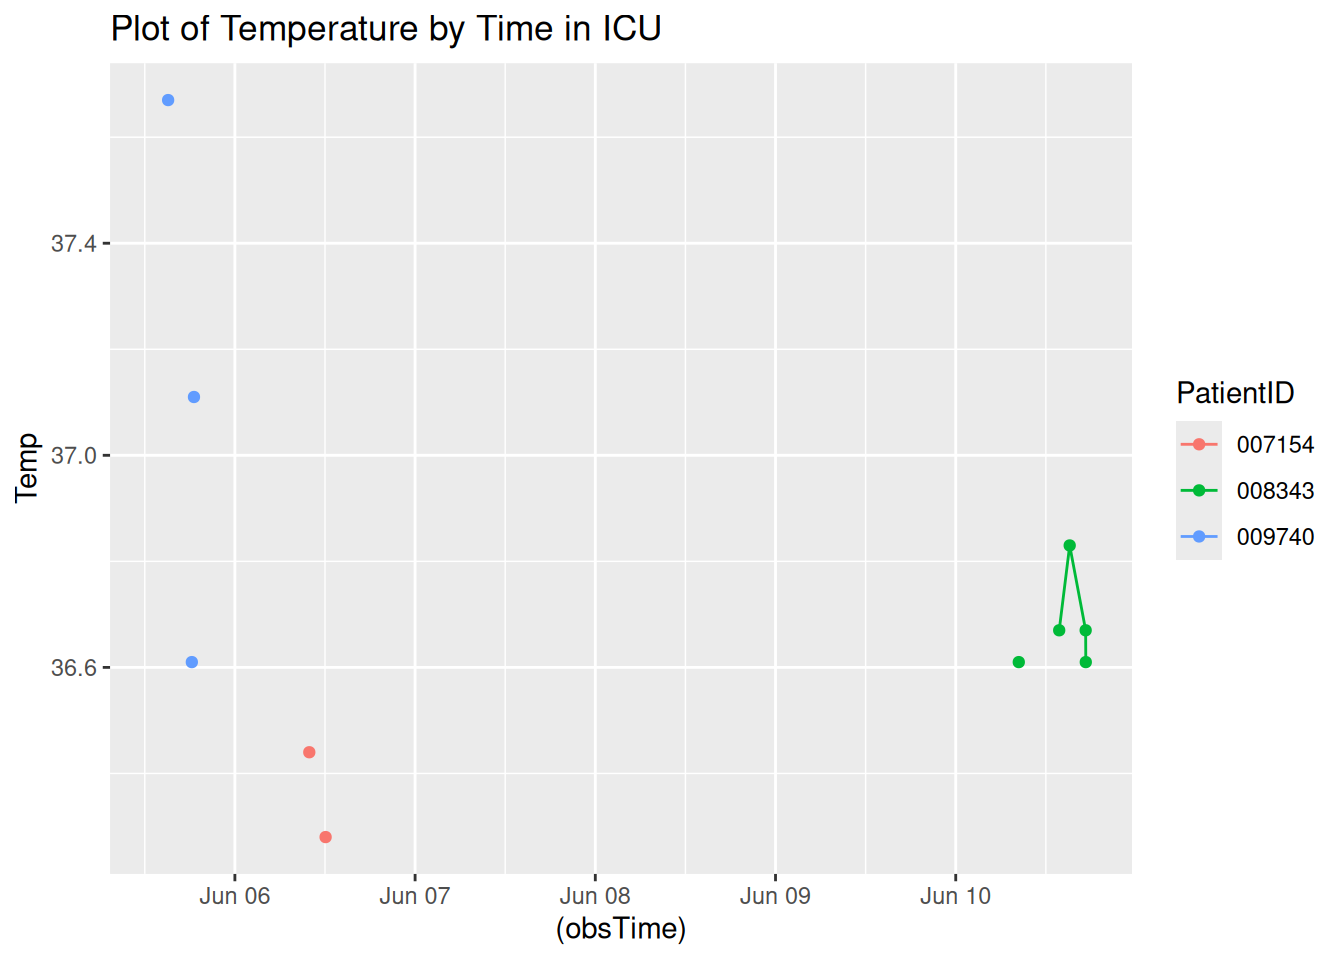 Plot of Temperature by Time in ICU
37.4
37.0
36.6
Temp
Jun 06 Jun 07 Jun 08 Jun 09 Jun 10
(obsTime)
PatientID
007154
008343
009740